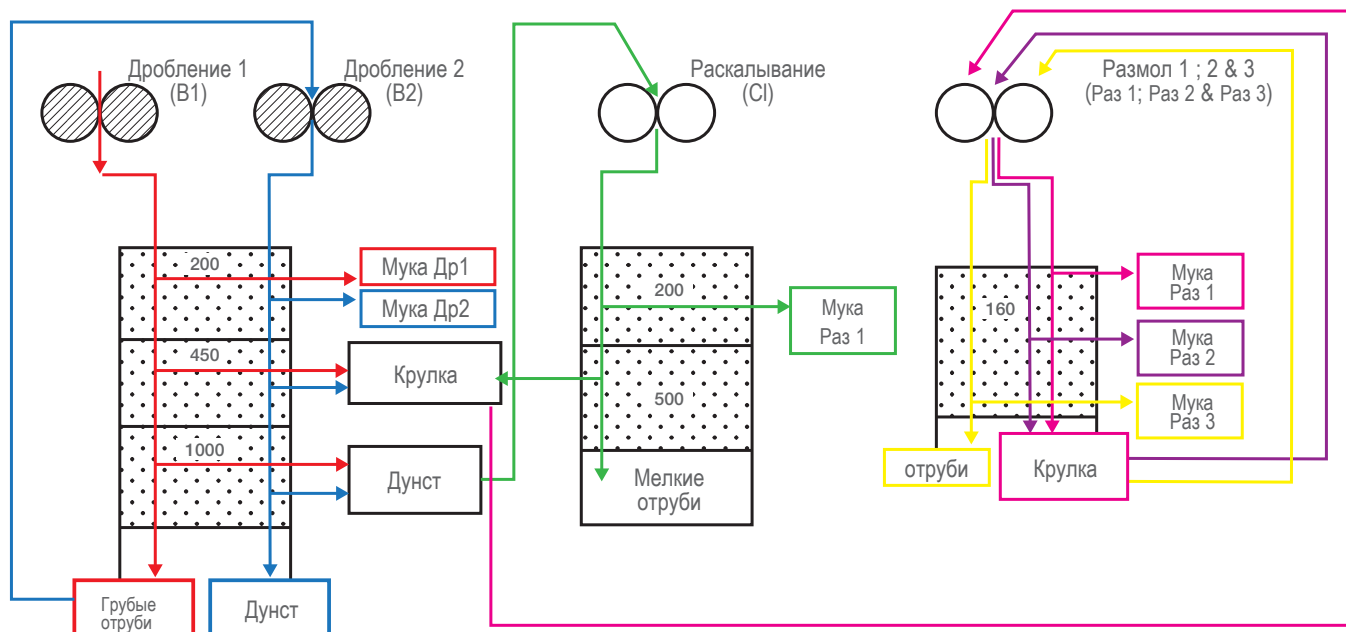 Дробление 1
(B1)
Дробление 2
(B2)
Раскалывание
(Cl)
Размол 1 ; 2 & 3
(Раз 1; Раз 2 & Раз 3)
200
Мука Др1
Мука Др2
450
Крулка
1000
Дунст
Грубые
отруби
Дунст
200
Мука
Раз 1
500
Мелкие
отруби
160
Мука
Раз 1
Мука
Раз 2
Мука
Раз 3
отруби
Крулка